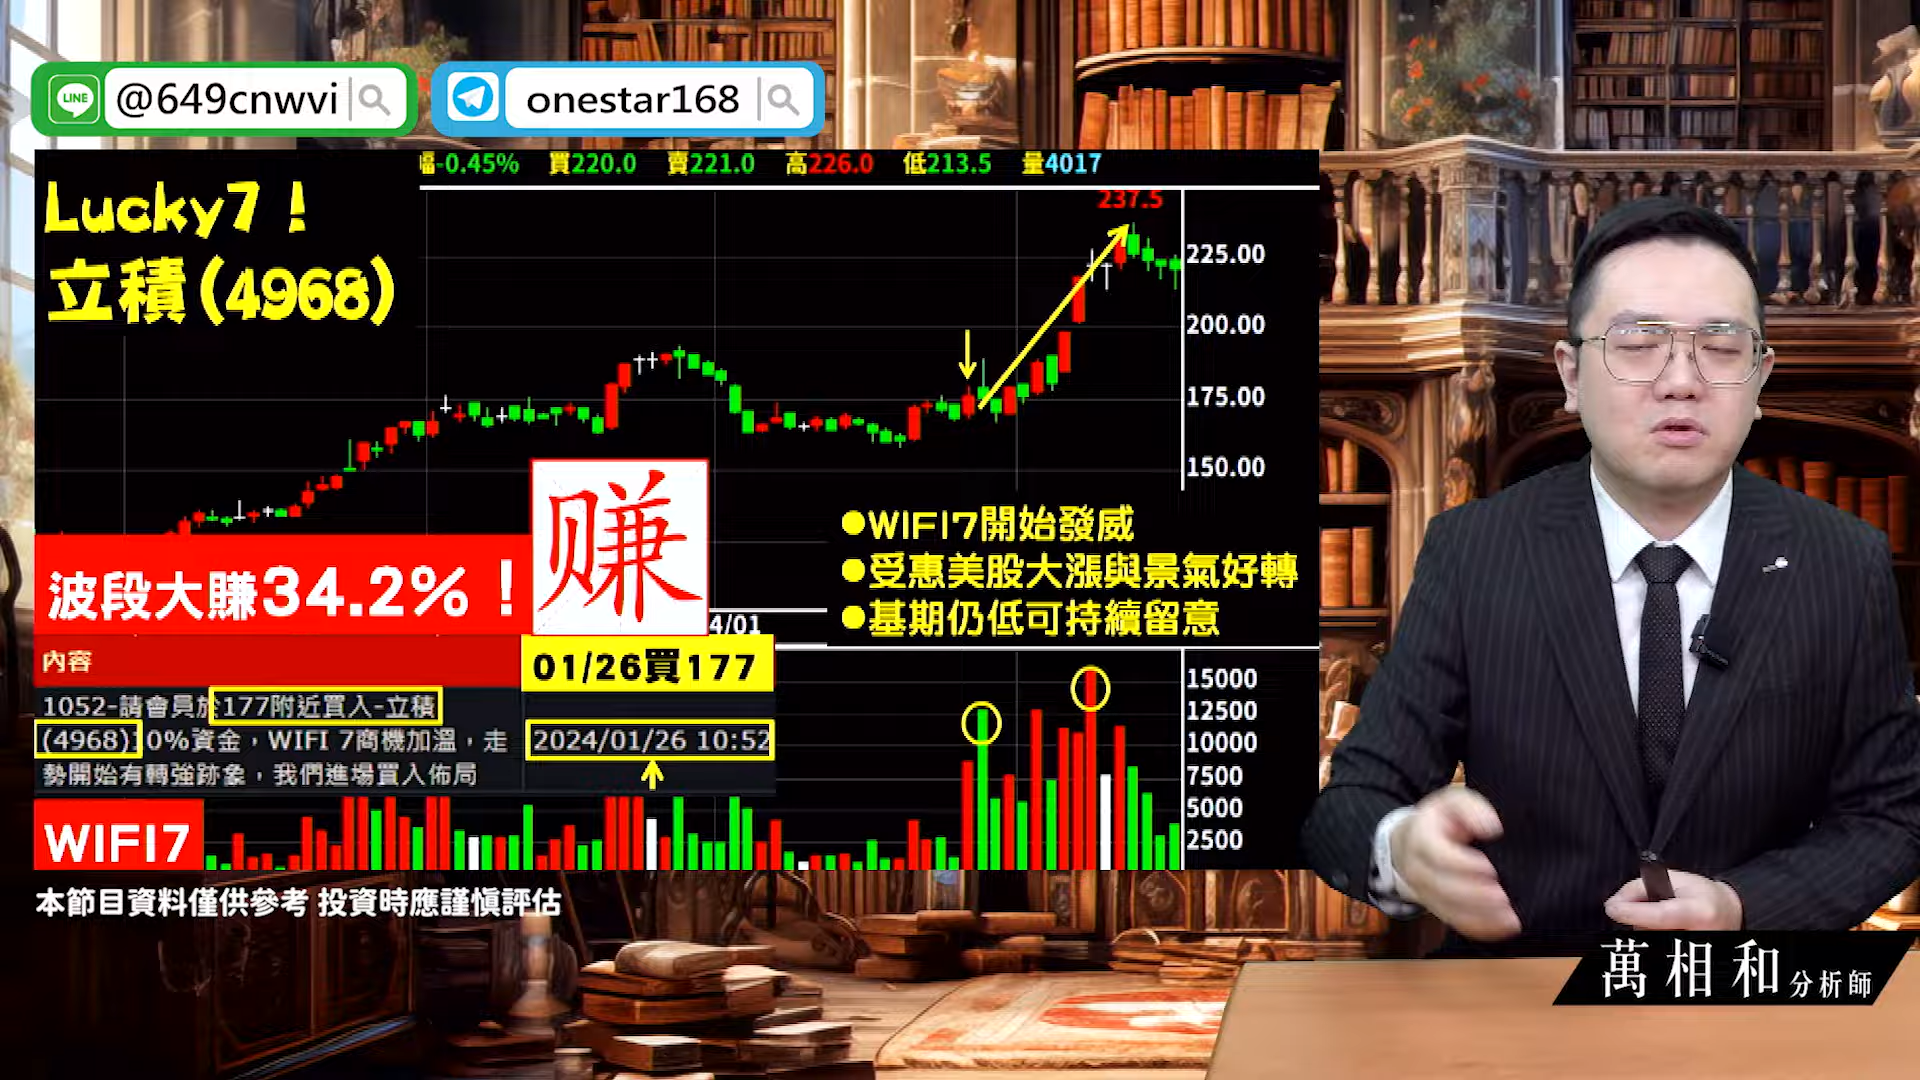 LINE @649cnwvi
onestar168
幅-0.45% 買220.0 賣221.0 高226.0 低213.5 量4017
Lucky7！
立積(4968)
237.5
225.00
200.00
175.00
150.00
賺
波段大賺34.2%！
●WIFI7開始發威
●受惠美股大漲與景氣好轉
●基期仍低可持續留意
4/01
內容
01/26買177
1052-請會員於177附近買入-立積
(4968)10%資金，WIFI 7商機加溫，走
勢開始有轉強跡象，我們進場買入佈局
2024/01/26 10:52
15000
12500
10000
7500
5000
2500
WIFI7
本節目資料僅供參考 投資時應謹慎評估
萬相和分析師